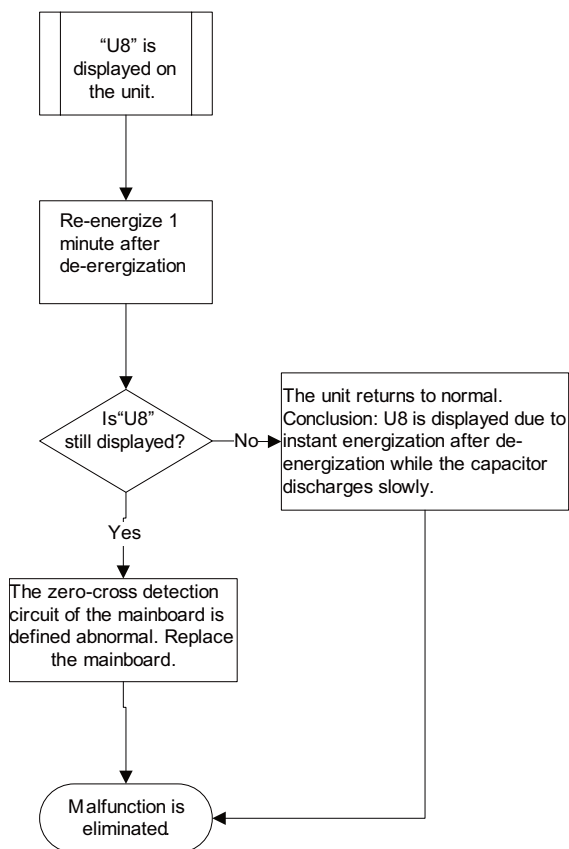 “U8” is
displayed on
the unit.
Re-energize 1
minute after
de-erergization
Is“U8”
still displayed?
No
The unit returns to normal.
Conclusion: U8 is displayed due to
instant energization after de-
energization while the capacitor
discharges slowly.
Yes
The zero-cross detection
circuit of the mainboard is
defined abnormal. Replace
the mainboard.
Malfunction is
eliminated.